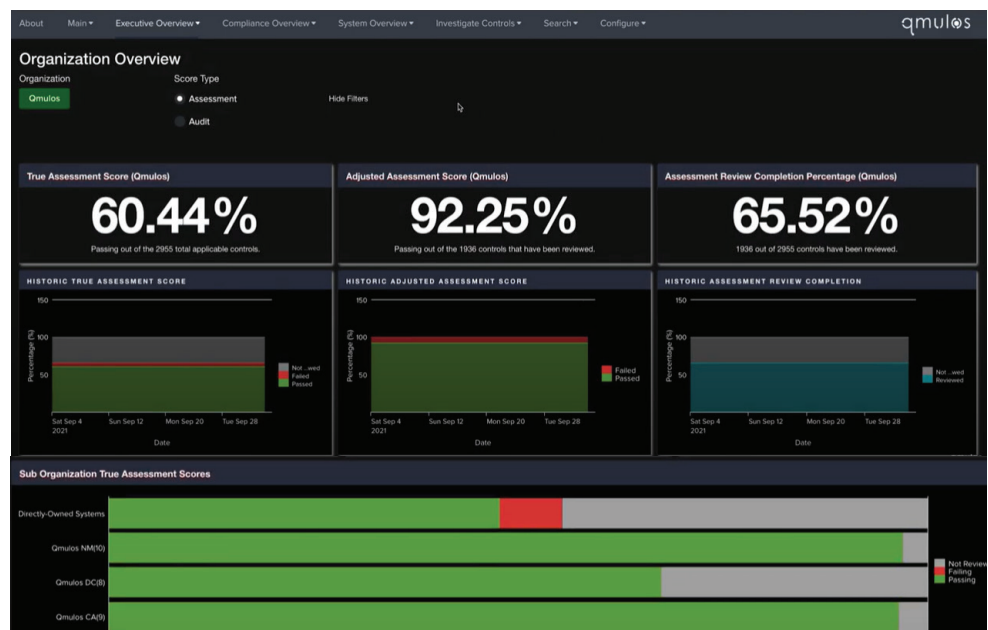 About Main Executive Overview Compliance Overview System Overview Investigate Controls Search Configure qmulos
Organization Overview
Organization Score Type
Qmulos Assessment Hide Filters
Audit
True Assessment Score (Qmulos)
60.44%
Passing out of the 2955 total applicable controls.
Adjusted Assessment Score (Qmulos)
92.25%
Passing out of the 1936 controls that have been reviewed.
Assessment Review Completion Percentage (Qmulos)
65.52%
1936 out of 2955 controls have been reviewed.
HISTORIC TRUE ASSESSMENT SCORE
150
100
50
Percentage (%)
Not ...wed
Failed
Passed
Sat Sep 4 Sun Sep 12 Mon Sep 20 Tue Sep 28
2021
Date
HISTORIC ADJUSTED ASSESSMENT SCORE
150
100
50
Percentage (%)
Failed
Passed
Sat Sep 4 Sun Sep 12 Mon Sep 20 Tue Sep 28
2021
Date
HISTORIC ASSESSMENT REVIEW COMPLETION
150
100
50
Percentage (%)
Not ...wed
Reviewed
Sat Sep 4 Sun Sep 12 Mon Sep 20 Tue Sep 28
2021
Date
Sub Organization True Assessment Scores
Directly-Owned Systems
Qmulos NM(10)
Qmulos DC(8)
Qmulos CA(9)
Not Review
Failing
Passing